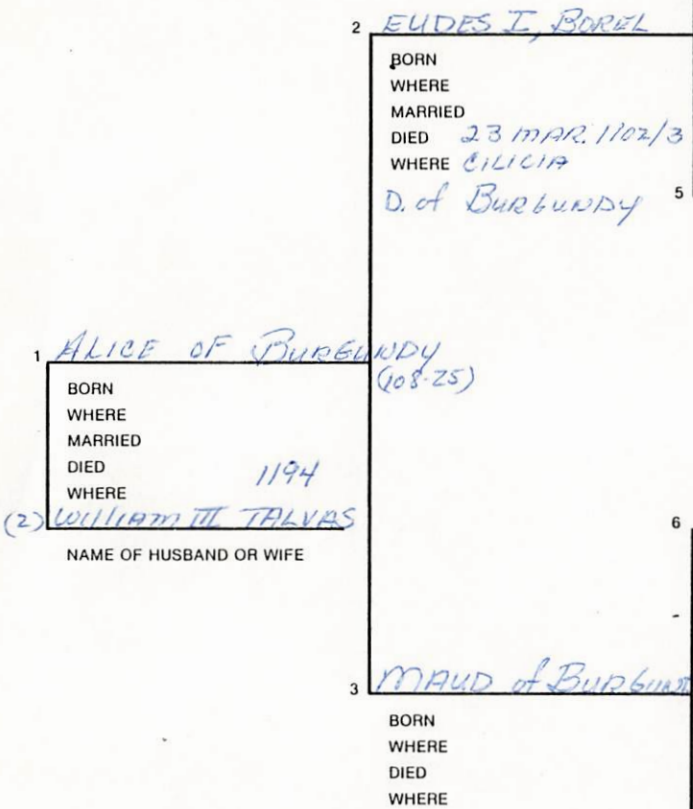 2 EUDES I, BOREL
BORN
WHERE
MARRIED
DIED 23 MAR. 1102/3
WHERE CILICIA
D. of BURGUNDY
5
1 ALICE OF BURGUNDY
(108-25)
BORN
WHERE
MARRIED
DIED 1194
WHERE
(2) WILLIAM III TALVAS
NAME OF HUSBAND OR WIFE
6
3 MAUD of
BORN
WHERE
DIED
WHERE